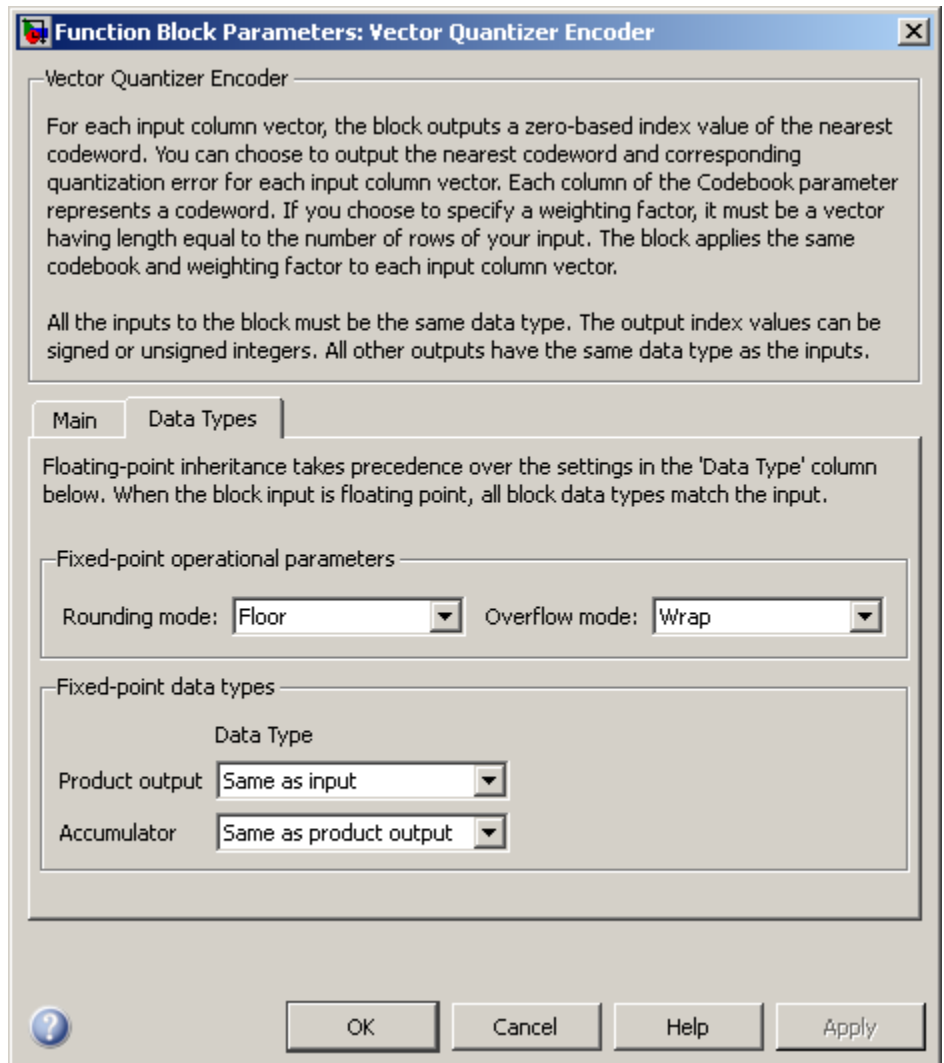 Function Block Parameters: Vector Quantizer Encoder
Vector Quantizer Encoder
For each input column vector, the block outputs a zero-based index value of the nearest
codeword. You can choose to output the nearest codeword and corresponding
quantization error for each input column vector. Each column of the Codebook parameter
represents a codeword. If you choose to specify a weighting factor, it must be a vector
having length equal to the number of rows of your input. The block applies the same
codebook and weighting factor to each input column vector.
All the inputs to the block must be the same data type. The output index values can be
signed or unsigned integers. All other outputs have the same data type as the inputs.
Main Data Types
Floating-point inheritance takes precedence over the settings in the 'Data Type' column
below. When the block input is floating point, all block data types match the input.
Fixed-point operational parameters
Rounding mode: Floor Overflow mode: Wrap
Fixed-point data types
Data Type
Product output Same as input
Accumulator Same as product output
? OK Cancel Help Apply